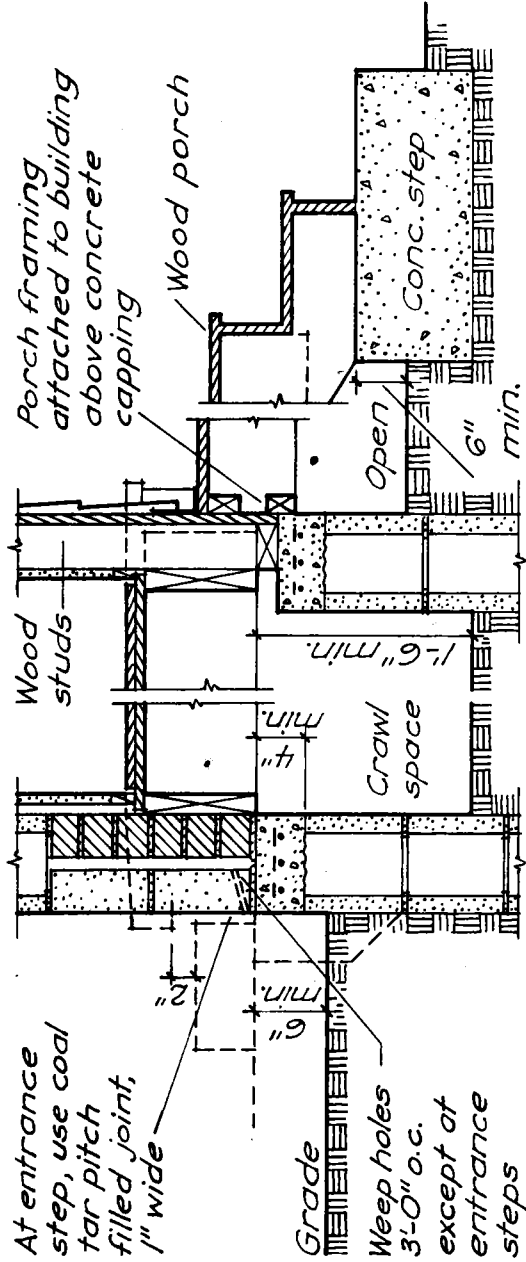 At entrance
step, use coal
tar pitch
filled joint,
1" wide
Grade
Weep holes
3'-0" o.c.
except at
entrance
steps
2"
6"
min.
Wood
studs
4"
min.
Crawl
space
1'-6" min.
Porch framing
attached to building
above concrete
capping
Wood porch
Open
6"
min.
Conc. step